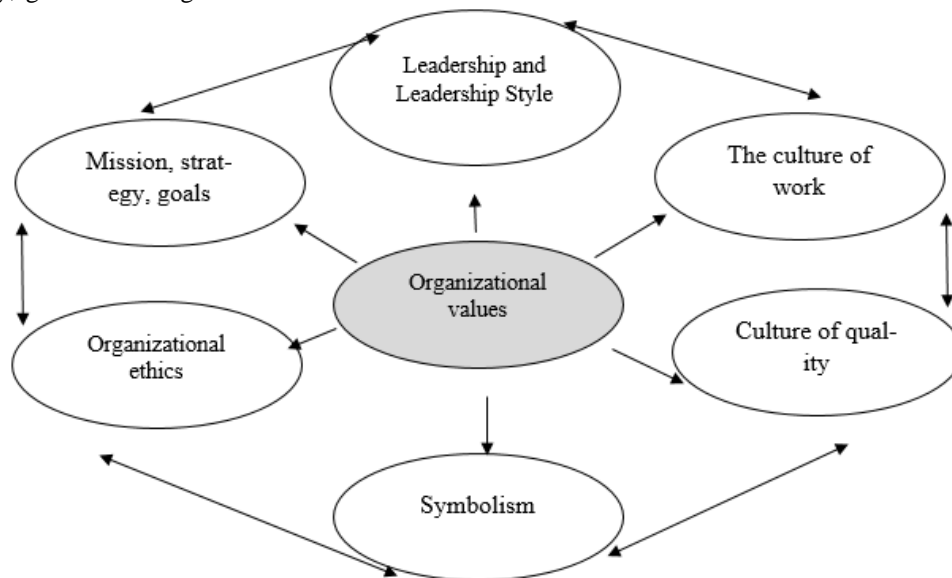 Leadership and
Leadership Style
Mission, strat-
egy, goals
The culture of
work
Organizational
values
Organizational
ethics
Culture of qual-
ity
Symbolism